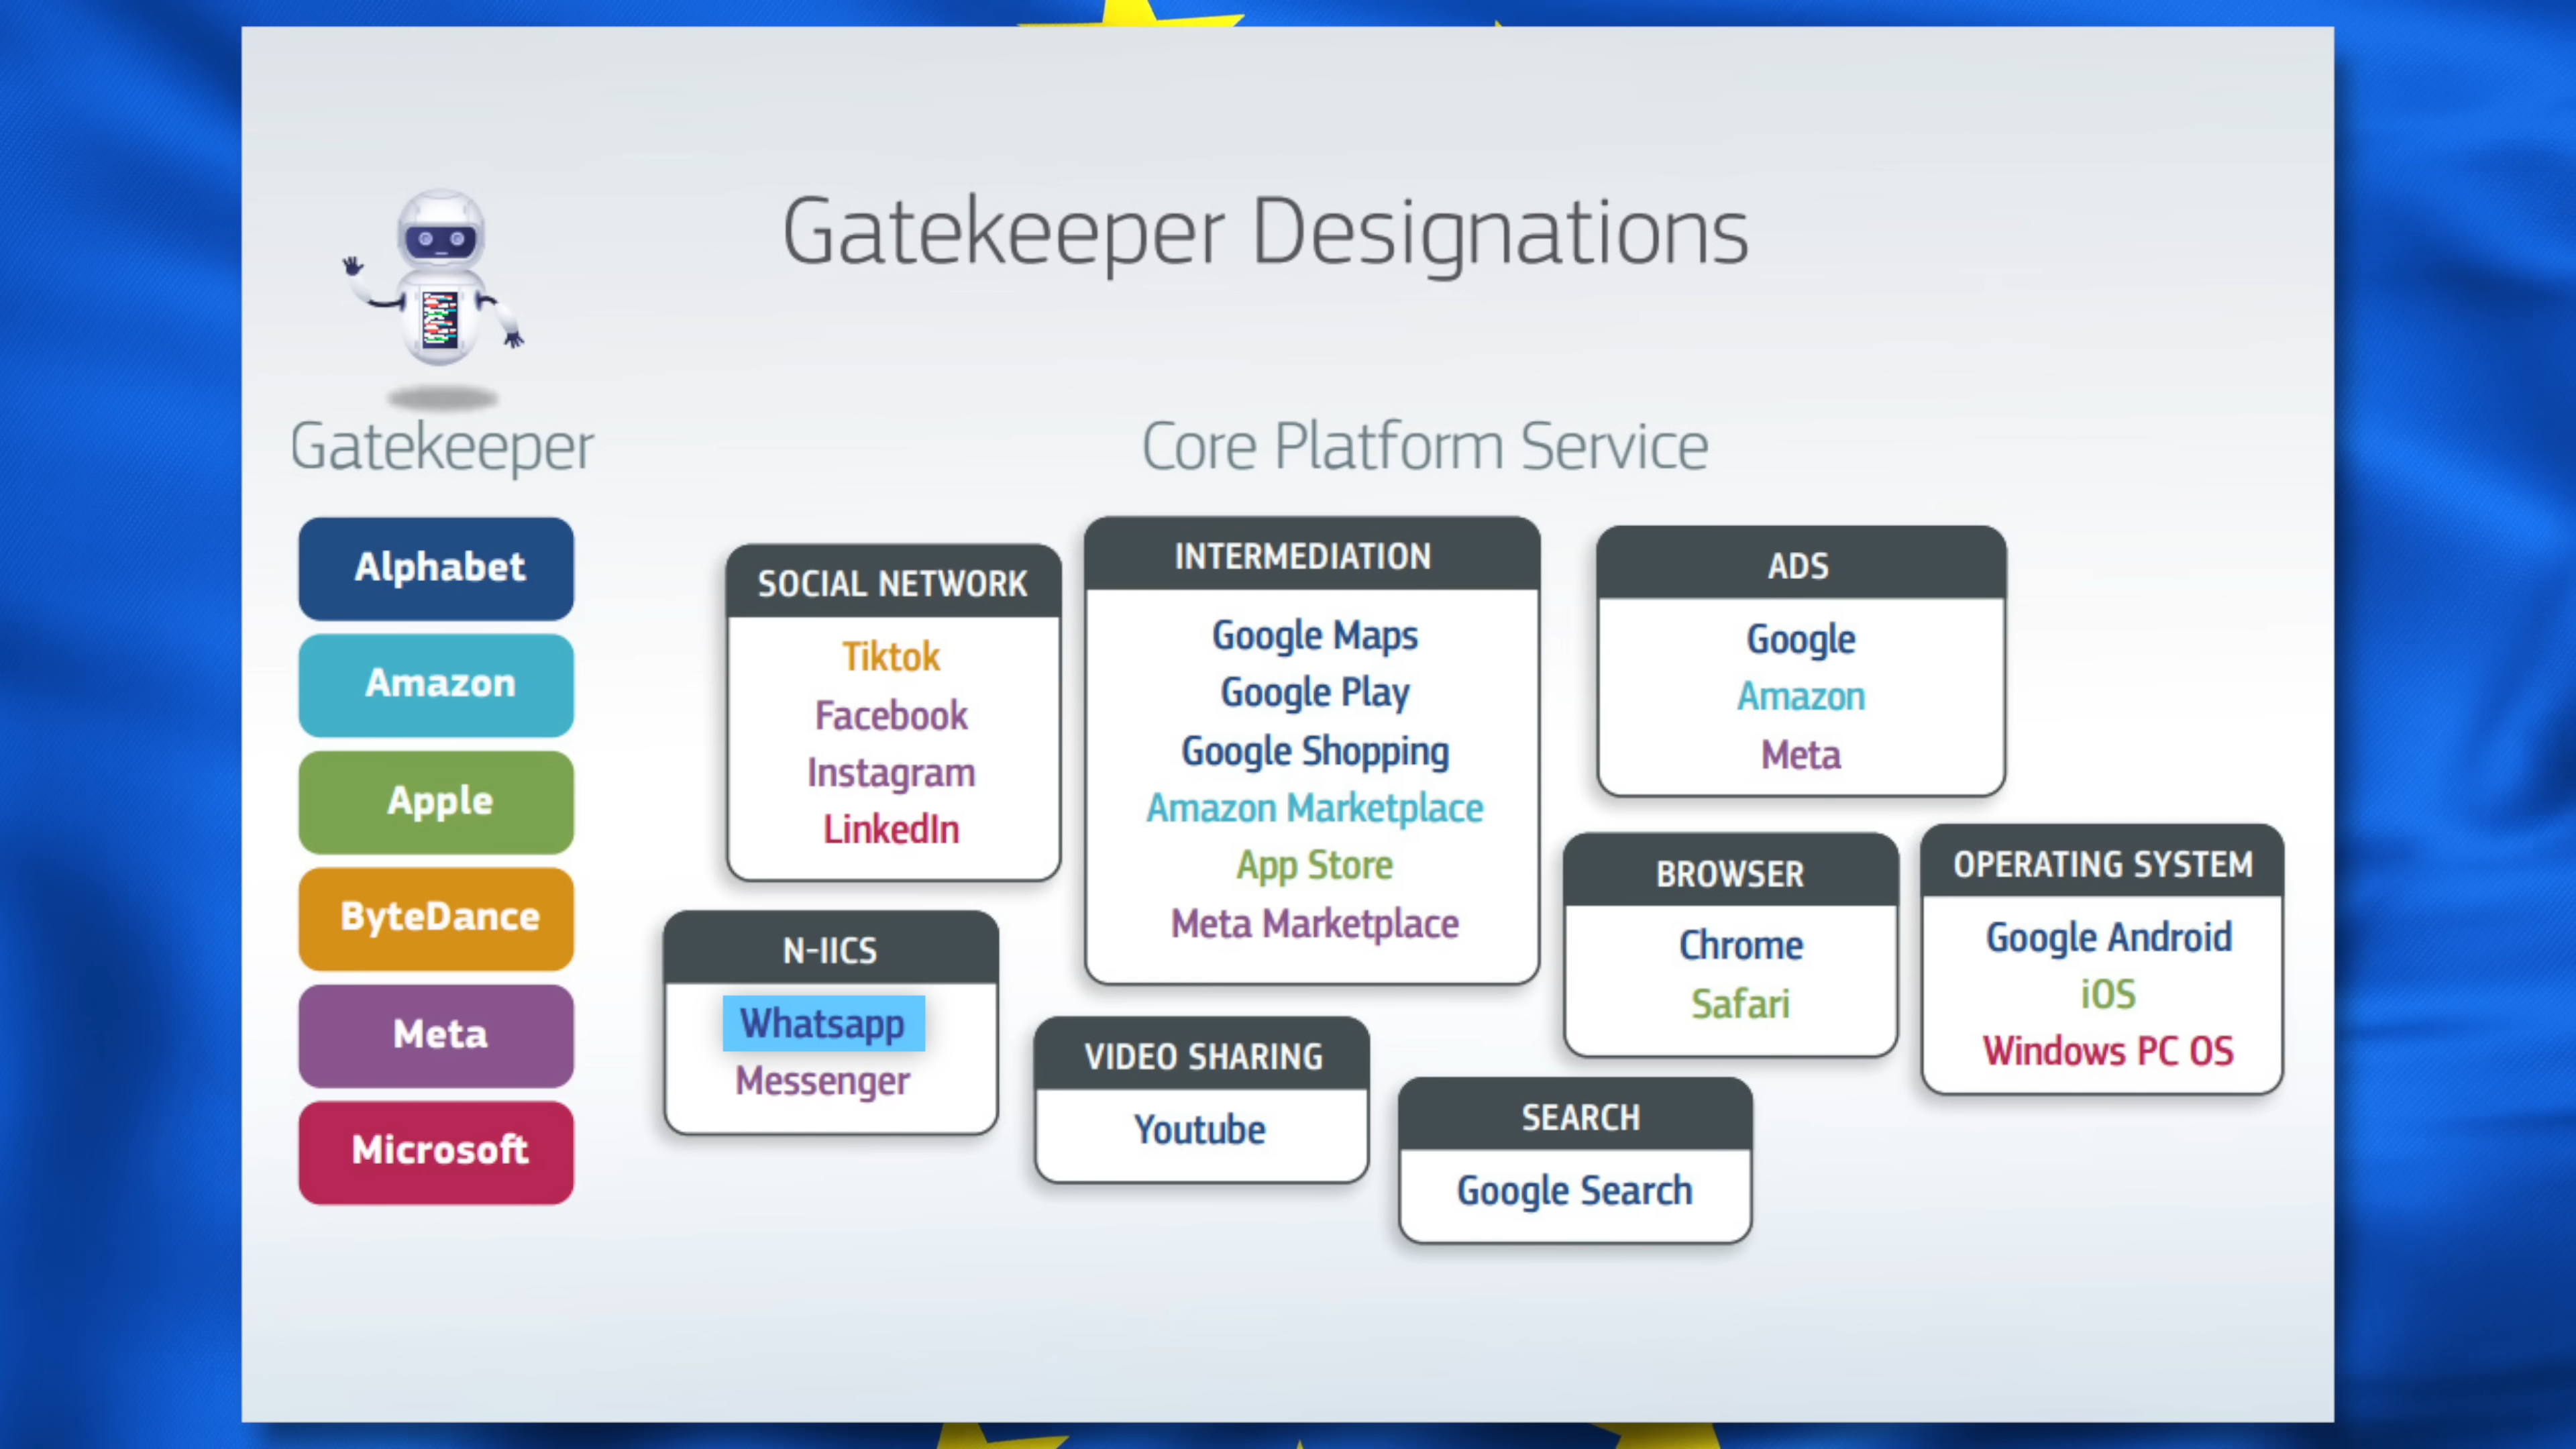 Gatekeeper Designations
Gatekeeper
Core Platform Service
Alphabet
Amazon
Apple
ByteDance
Meta
Microsoft
SOCIAL NETWORK
Tiktok
Facebook
Instagram
LinkedIn
INTERMEDIATION
Google Maps
Google Play
Google Shopping
Amazon Marketplace
App Store
Meta Marketplace
ADS
Google
Amazon
Meta
N-IICS
Whatsapp
Messenger
VIDEO SHARING
Youtube
BROWSER
Chrome
Safari
OPERATING SYSTEM
Google Android
iOS
Windows PC OS
SEARCH
Google Search